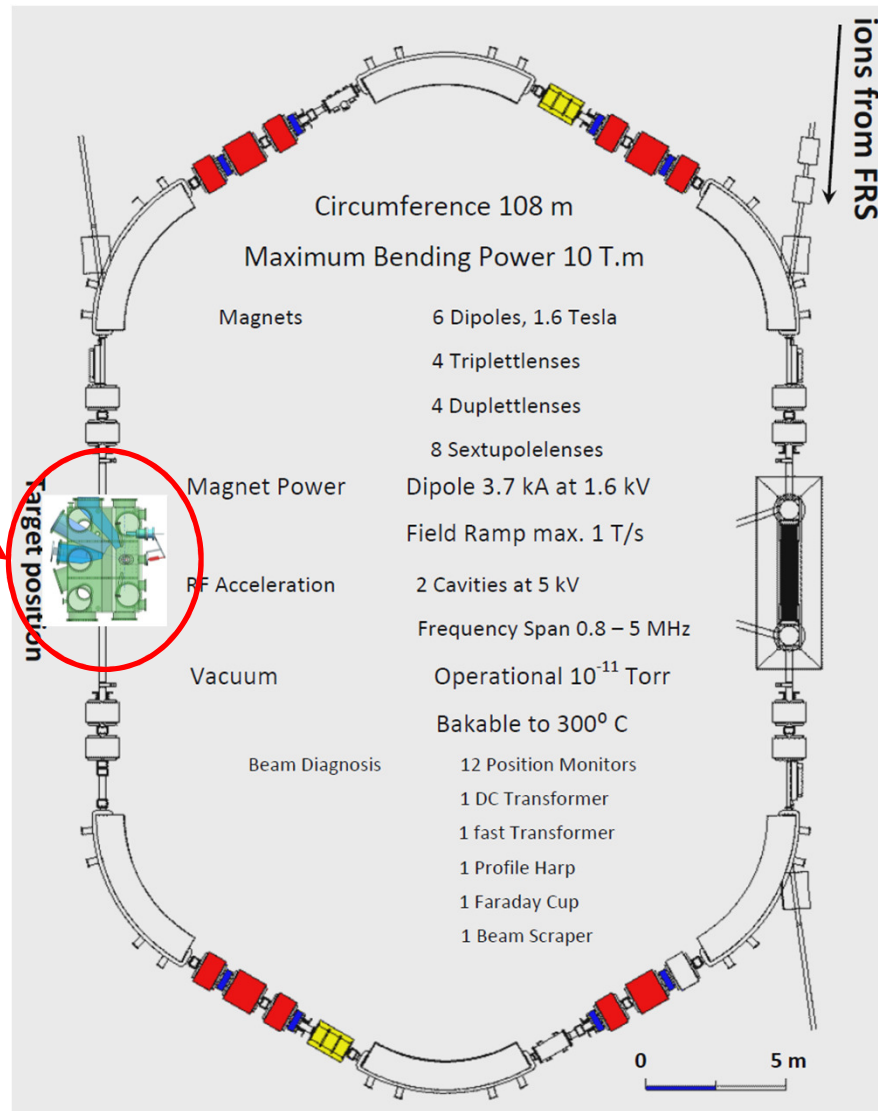 ions from FRS
Circumference 108 m
Maximum Bending Power 10 T.m
Magnets 6 Dipoles, 1.6 Tesla
4 Triplettlenses
4 Duplettlenses
8 Sextupolelenses
Target position
Magnet Power Dipole 3.7 kA at 1.6 kV
Field Ramp max. 1 T/s
RF Acceleration 2 Cavities at 5 kV
Frequency Span 0.8 – 5 MHz
Vacuum Operational 10⁻¹¹ Torr
Bakable to 300⁰ C
Beam Diagnosis 12 Position Monitors
1 DC Transformer
1 fast Transformer
1 Profile Harp
1 Faraday Cup
1 Beam Scraper
0 5 m